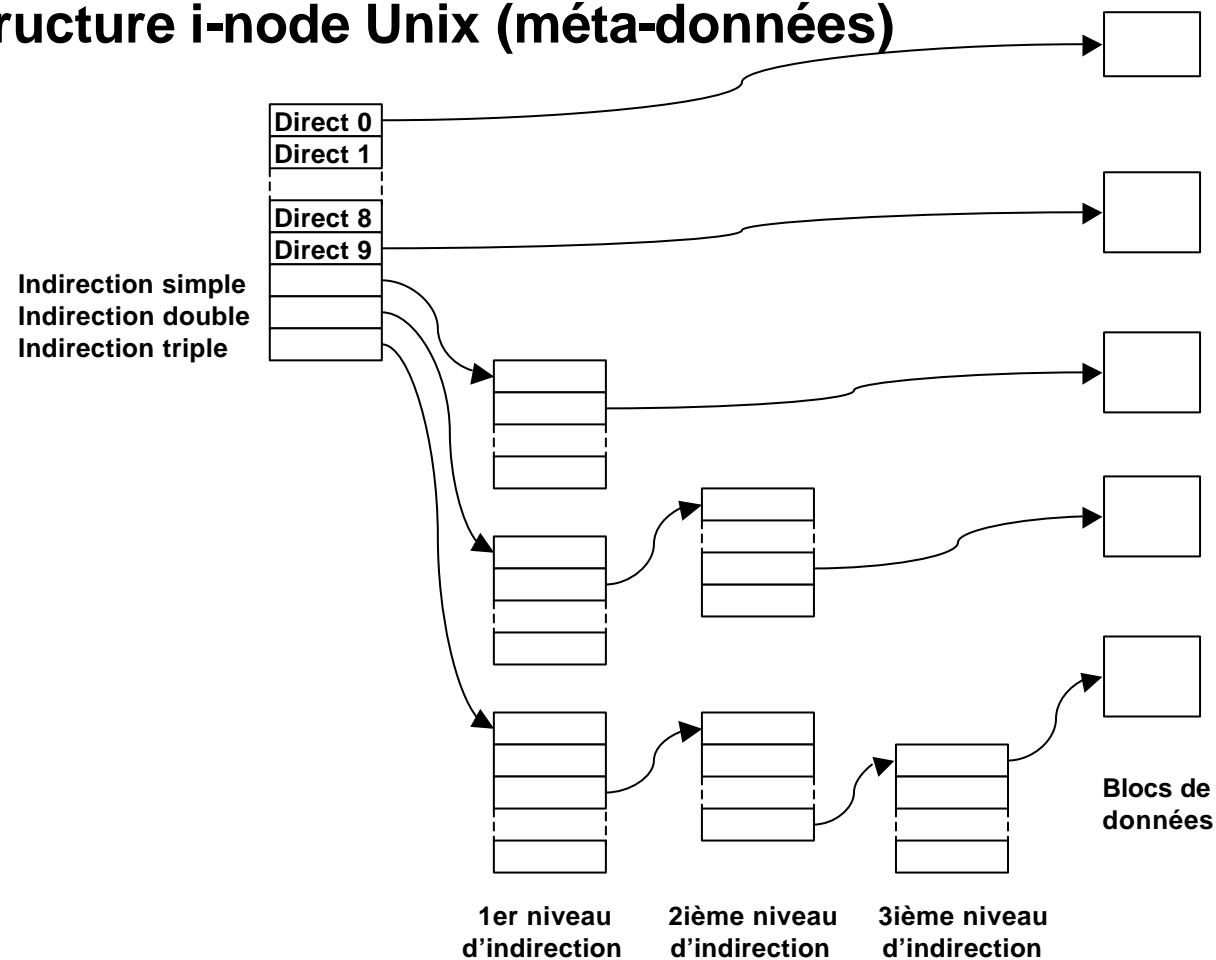 ructure i-node Unix (méta-données)
Direct 0
Direct 1
Direct 8
Direct 9
Indirection simple
Indirection double
Indirection triple
Blocs de
données
1er niveau
d’indirection
2ième niveau
d’indirection
3ième niveau
d’indirection